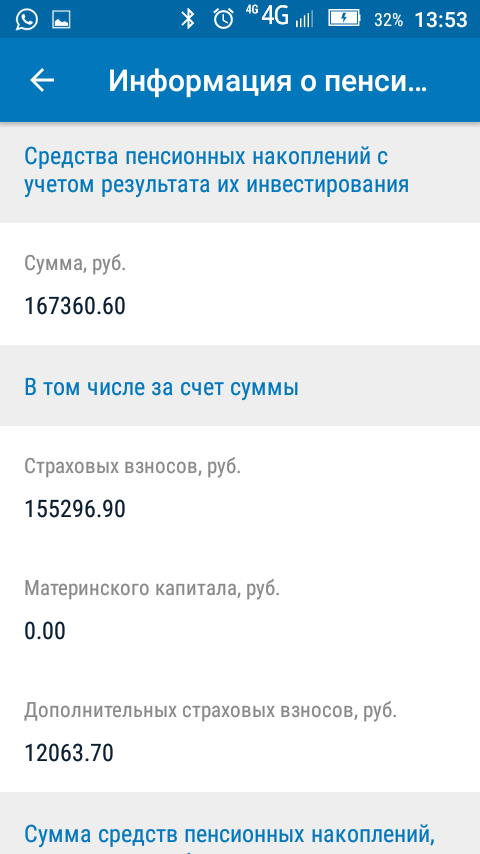 4G 4G 32% 13:53
Информация о пенси...
Средства пенсионных накоплений с
учетом результата их инвестирования
Сумма, руб.
167360.60
В том числе за счет суммы
Страховых взносов, руб.
155296.90
Материнского капитала, руб.
0.00
Дополнительных страховых взносов, руб.
12063.70
Сумма средств пенсионных накоплений,